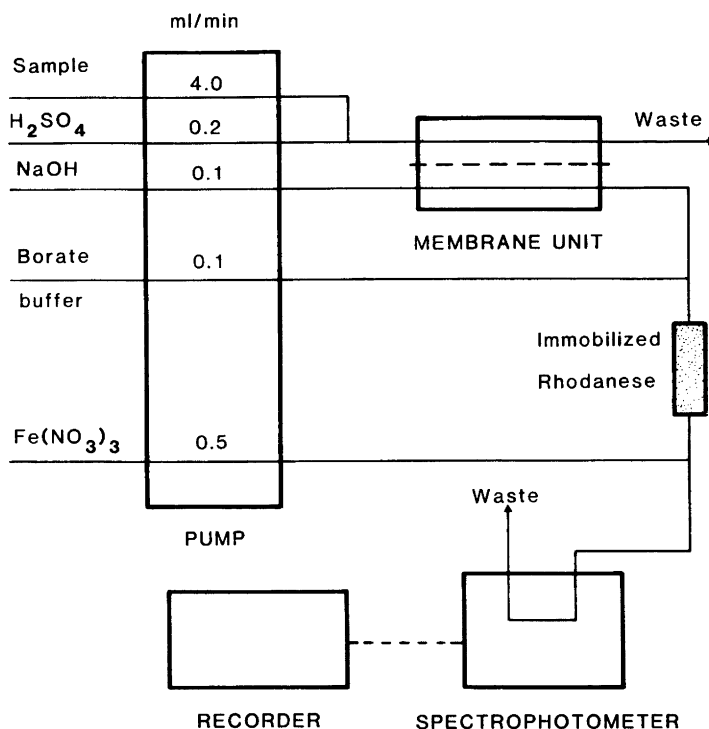 ml/min
Sample
4.0
H₂SO₄
0.2
Waste
NaOH
0.1
MEMBRANE UNIT
Borate
0.1
buffer
Immobilized
Rhodanese
Fe(NO₃)₃
0.5
Waste
PUMP
RECORDER
SPECTROPHOTOMETER